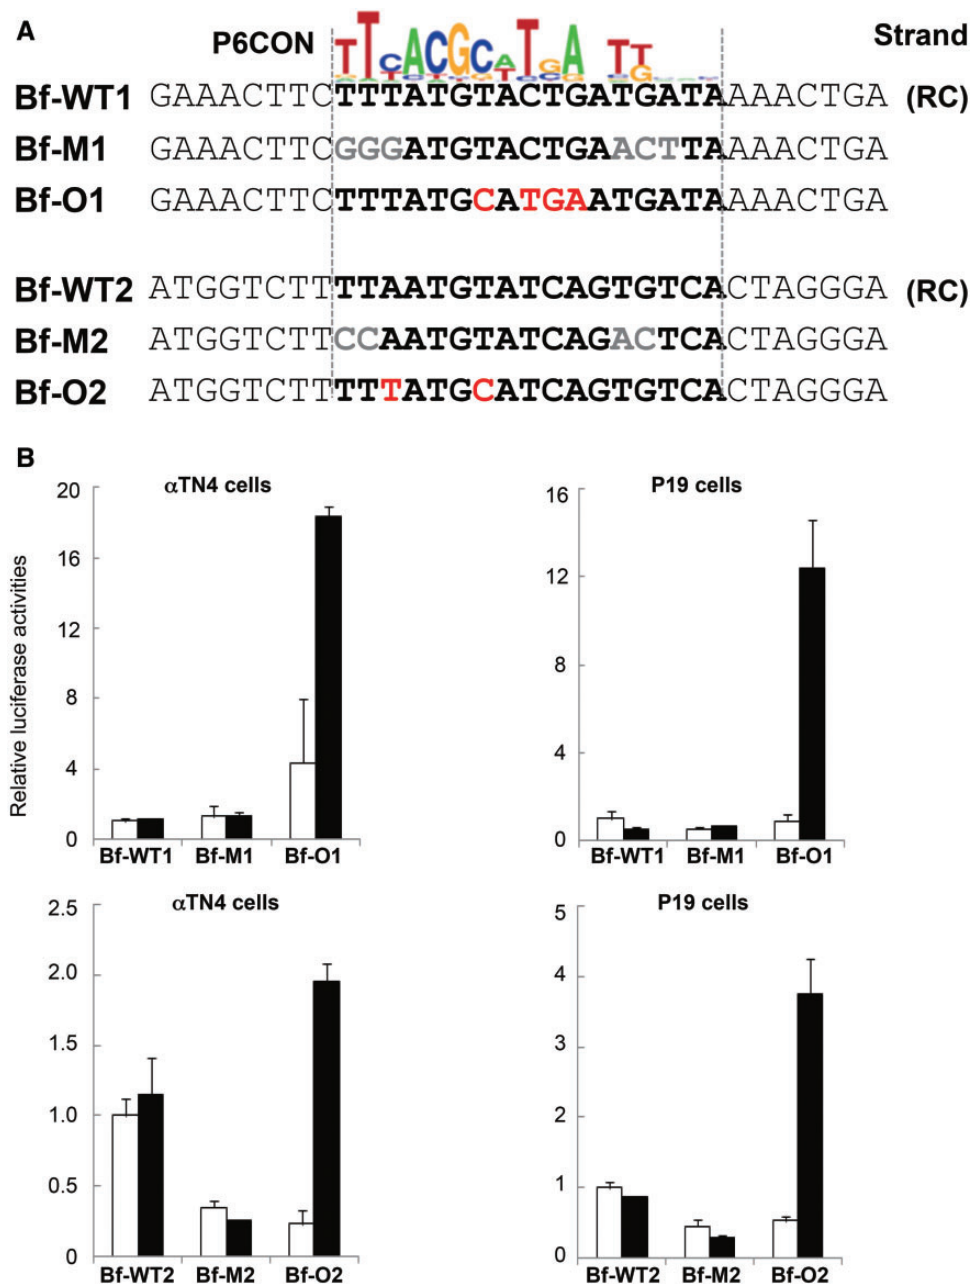 A
P6CON TTCACGCATGA TT Strand
Bf-WT1 GAAACTTCTTTATGTACTGATGATAAAACTGA (RC)
Bf-M1 GAAACTTCGGGATGTACTGAACTTAAAACTGA
Bf-O1 GAAACTTCTTTATGCATGAATGATAAAACTGA
Bf-WT2 ATGGTCTTTTAATGTATCAGTGTCACTAGGGA (RC)
Bf-M2 ATGGTCTTCCAATGTATCAGACTCACTAGGGA
Bf-O2 ATGGTCTTTTTATGCATCAGTGTCACTAGGGA
B
αTN4 cells
Relative luciferase activities
20
16
12
8
4
0
Bf-WT1 Bf-M1 Bf-O1
P19 cells
16
12
8
4
0
Bf-WT1 Bf-M1 Bf-O1
αTN4 cells
2.5
2.0
1.5
1.0
0.5
0
Bf-WT2 Bf-M2 Bf-O2
P19 cells
5
4
3
2
1
0
Bf-WT2 Bf-M2 Bf-O2